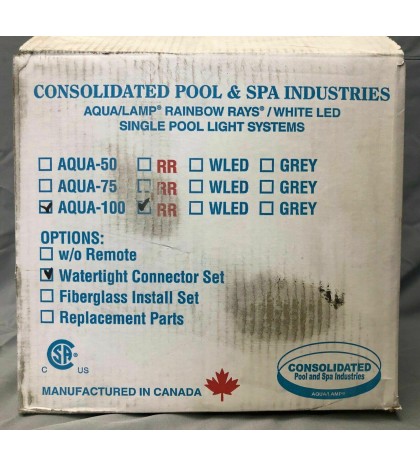 CONSOLIDATED POOL & SPA INDUSTRIES
AQUA/LAMP® RAINBOW RAYS®/WHITE LED
SINGLE POOL LIGHT SYSTEMS
☐ AQUA-50 ☐ RR ☐ WLED ☐ GREY
☐ AQUA-75 ☐ RR ☐ WLED ☐ GREY
☑ AQUA-100 ☑ RR ☐ WLED ☐ GREY
OPTIONS:
☐ w/o Remote
☑ Watertight Connector Set
☐ Fiberglass Install Set
☐ Replacement Parts
C SA US
CONSOLIDATED
Pool and Spa Industries
AQUA/LAMP®
MANUFACTURED IN CANADA